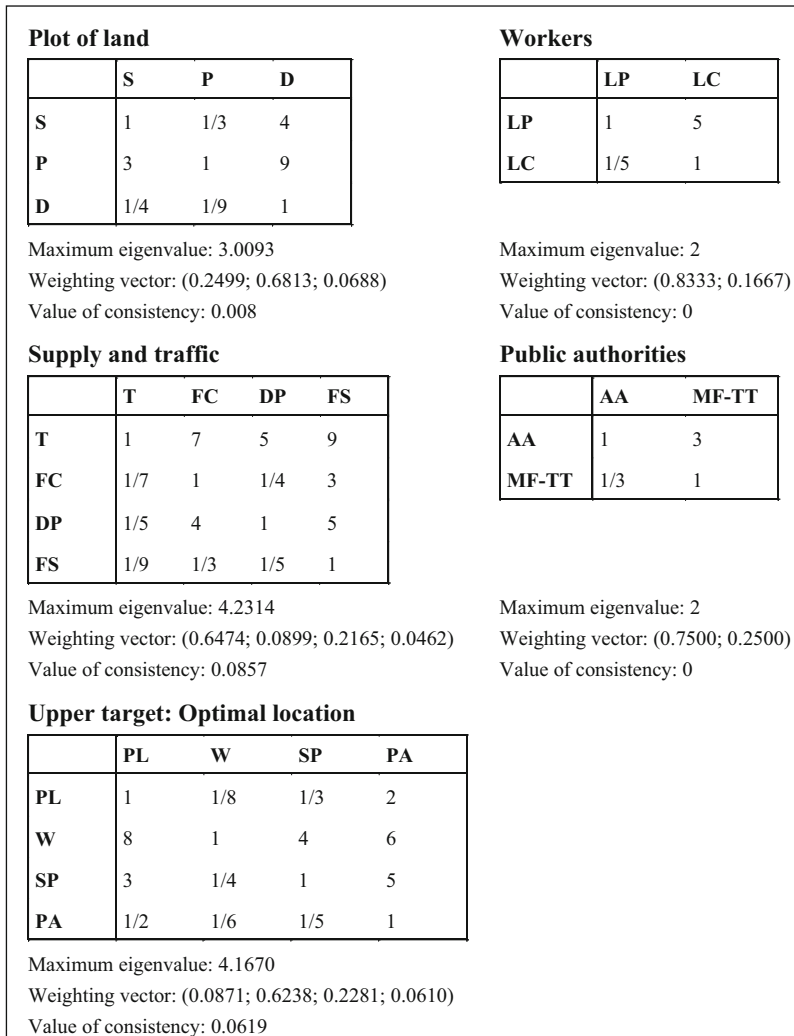 Plot of land
S P D
S 1 1/3 4
P 3 1 9
D 1/4 1/9 1
Maximum eigenvalue: 3.0093
Weighting vector: (0.2499; 0.6813; 0.0688)
Value of consistency: 0.008
Workers
LP LC
LP 1 5
LC 1/5 1
Maximum eigenvalue: 2
Weighting vector: (0.8333; 0.1667)
Value of consistency: 0
Supply and traffic
T FC DP FS
T 1 7 5 9
FC 1/7 1 1/4 3
DP 1/5 4 1 5
FS 1/9 1/3 1/5 1
Maximum eigenvalue: 4.2314
Weighting vector: (0.6474; 0.0899; 0.2165; 0.0462)
Value of consistency: 0.0857
Public authorities
AA MF-TT
AA 1 3
MF-TT 1/3 1
Maximum eigenvalue: 2
Weighting vector: (0.7500; 0.2500)
Value of consistency: 0
Upper target: Optimal location
PL W SP PA
PL 1 1/8 1/3 2
W 8 1 4 6
SP 3 1/4 1 5
PA 1/2 1/6 1/5 1
Maximum eigenvalue: 4.1670
Weighting vector: (0.0871; 0.6238; 0.2281; 0.0610)
Value of consistency: 0.0619